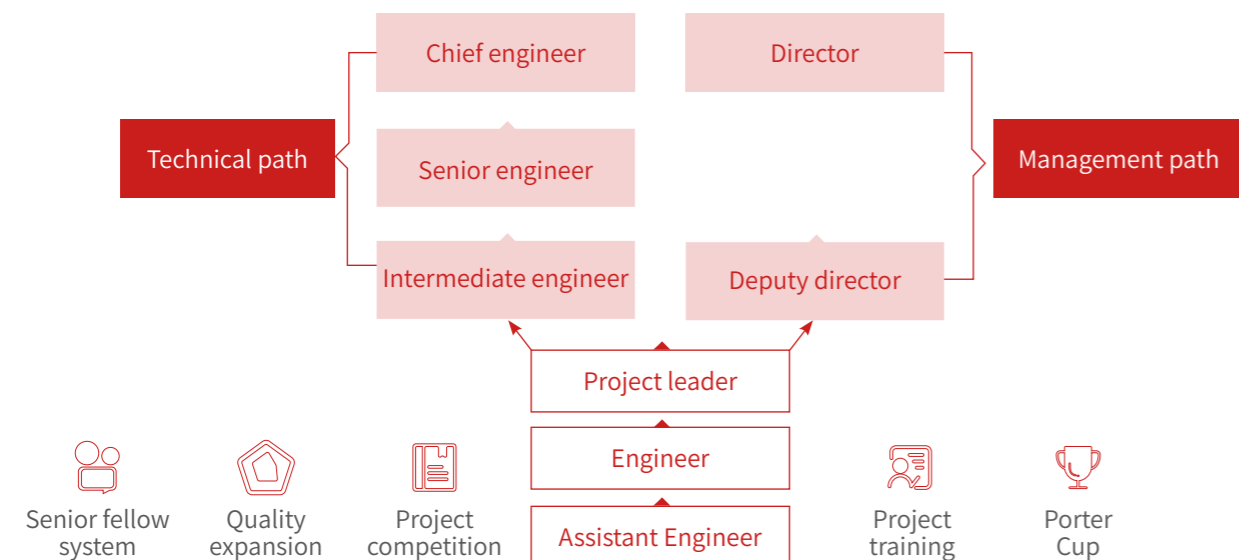 Chief engineer
Director
Technical path
Management path
Senior engineer
Intermediate engineer
Deputy director
Project leader
Engineer
Assistant Engineer
Senior fellow
system
Quality
expansion
Project
competition
Project
training
Porter
Cup